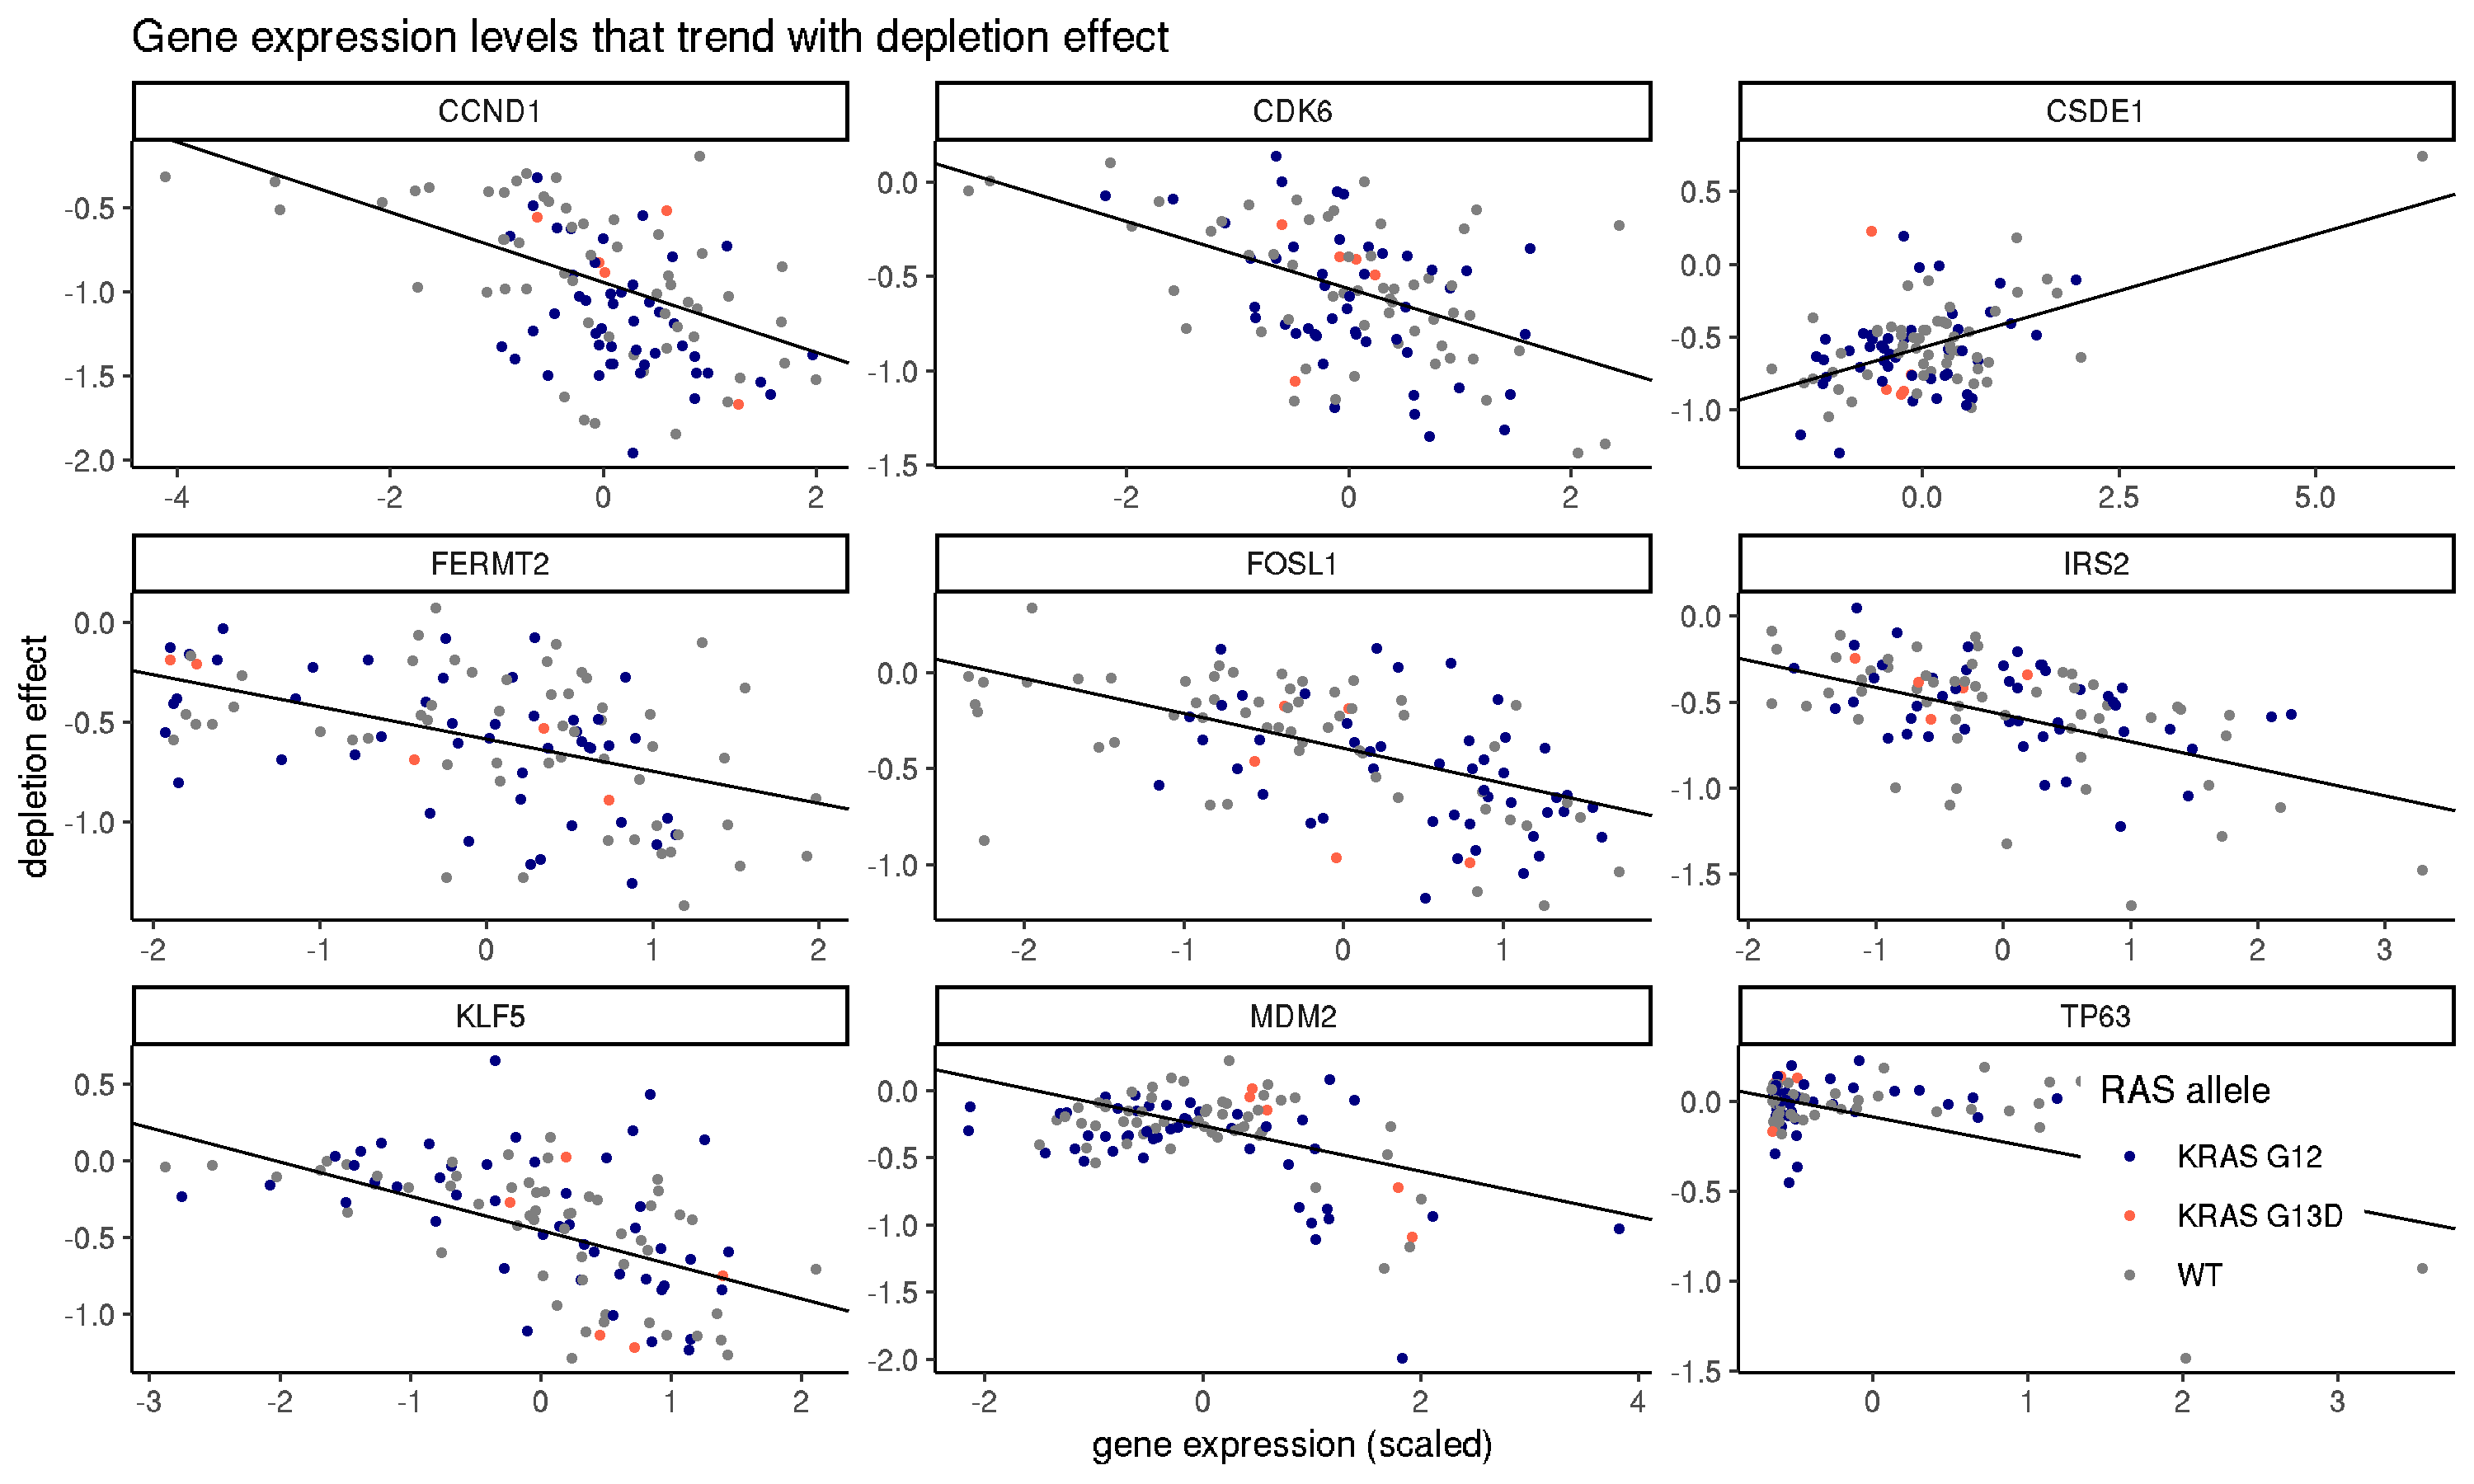 Gene expression levels that trend with depletion effect
CCND1 CDK6 CSDE1
-0.5 -1.0 -1.5 -2.0
-4 -2 0 2
0.0 -0.5 -1.0 -1.5
-2 0 2
0.5 0.0 -0.5 -1.0
0.0 2.5 5.0
FERMT2 FOSL1 IRS2
depletion effect
0.0 -0.5 -1.0
-2 -1 0 1 2
0.0 -0.5 -1.0
-2 -1 0 1
0.0 -0.5 -1.0 -1.5
-2 -1 0 1 2 3
KLF5 MDM2 TP63
0.5 0.0 -0.5 -1.0
-3 -2 -1 0 1 2
0.0 -0.5 -1.0 -1.5 -2.0
-2 0 2 4
0.0 -0.5 -1.0 -1.5
0 1 2 3
RAS allele
KRAS G12
KRAS G13D
WT
gene expression (scaled)